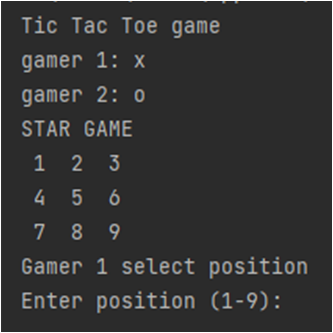 Tic Tac Toe game
gamer 1: x
gamer 2: o
STAR GAME
1 2 3
4 5 6
7 8 9
Gamer 1 select position
Enter position (1-9):